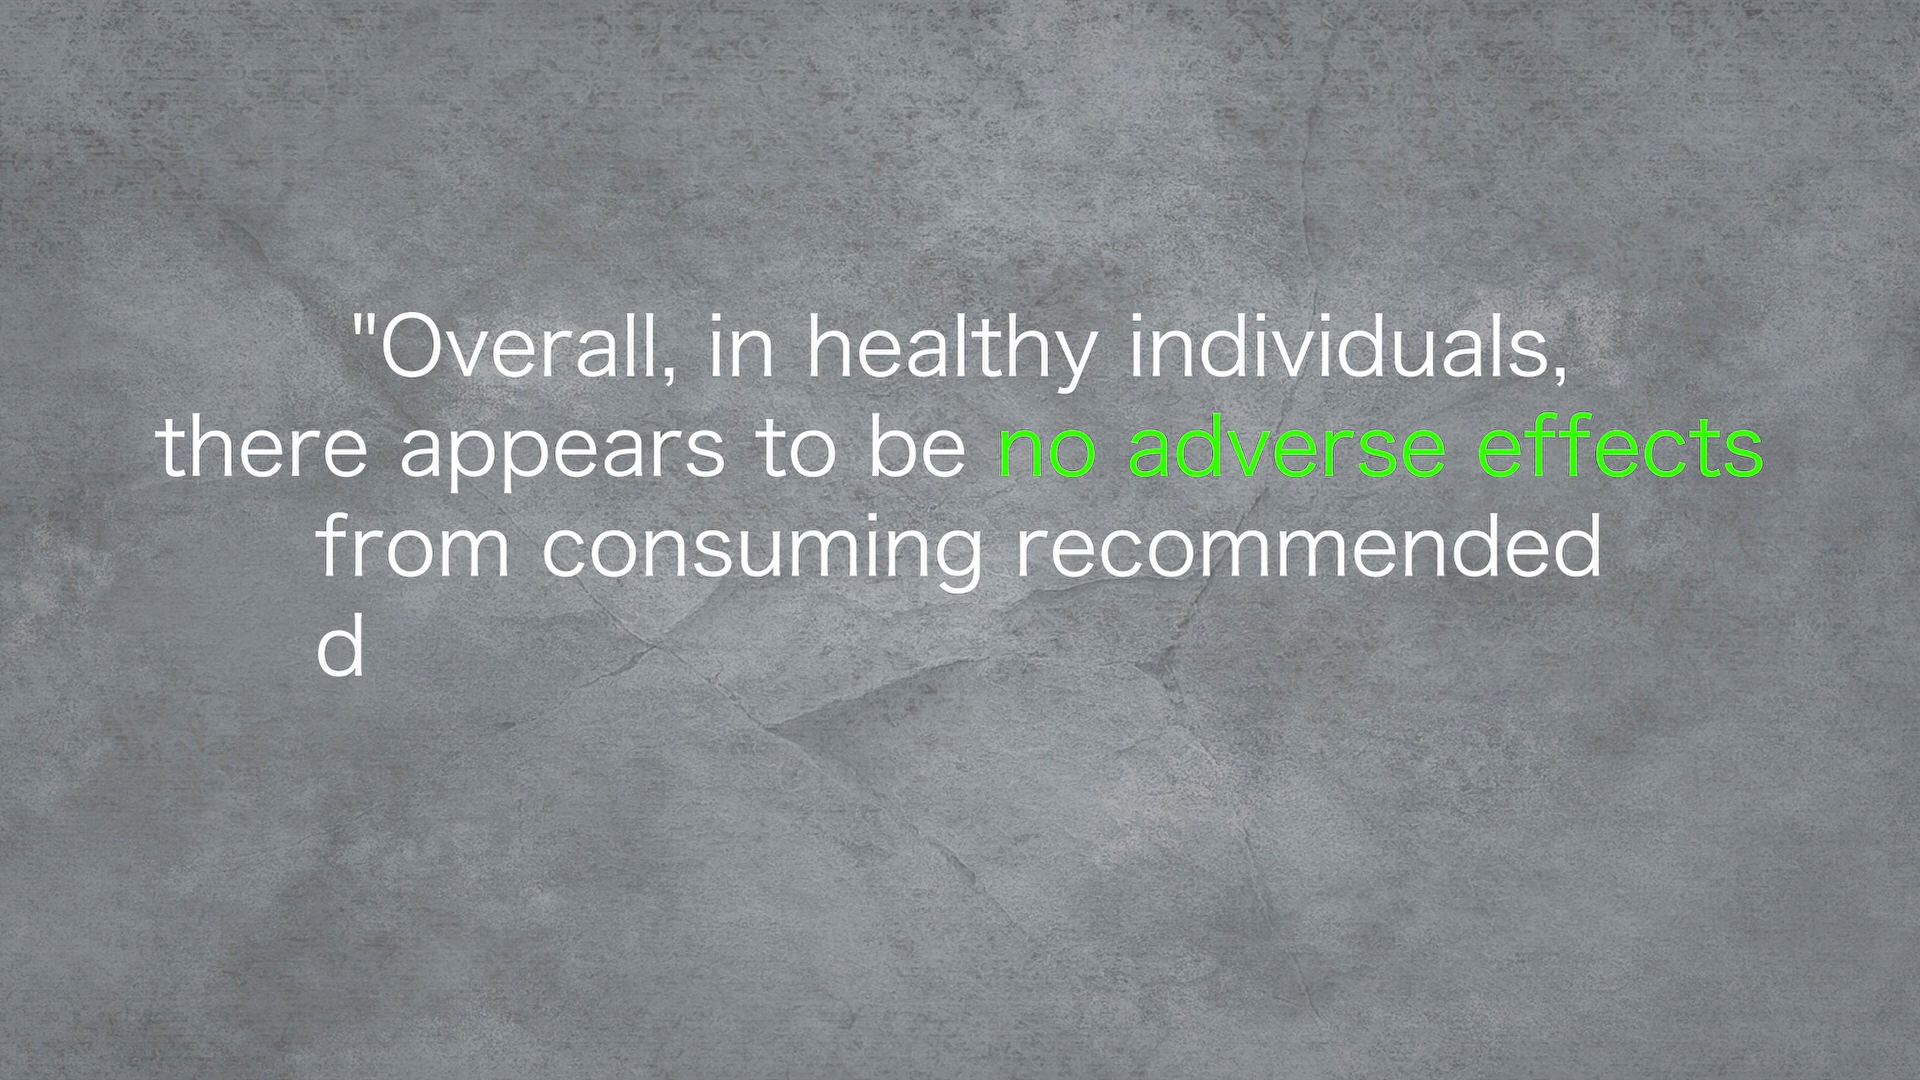 "Overall, in healthy individuals,
there appears to be no adverse effects
from consuming recommended
d